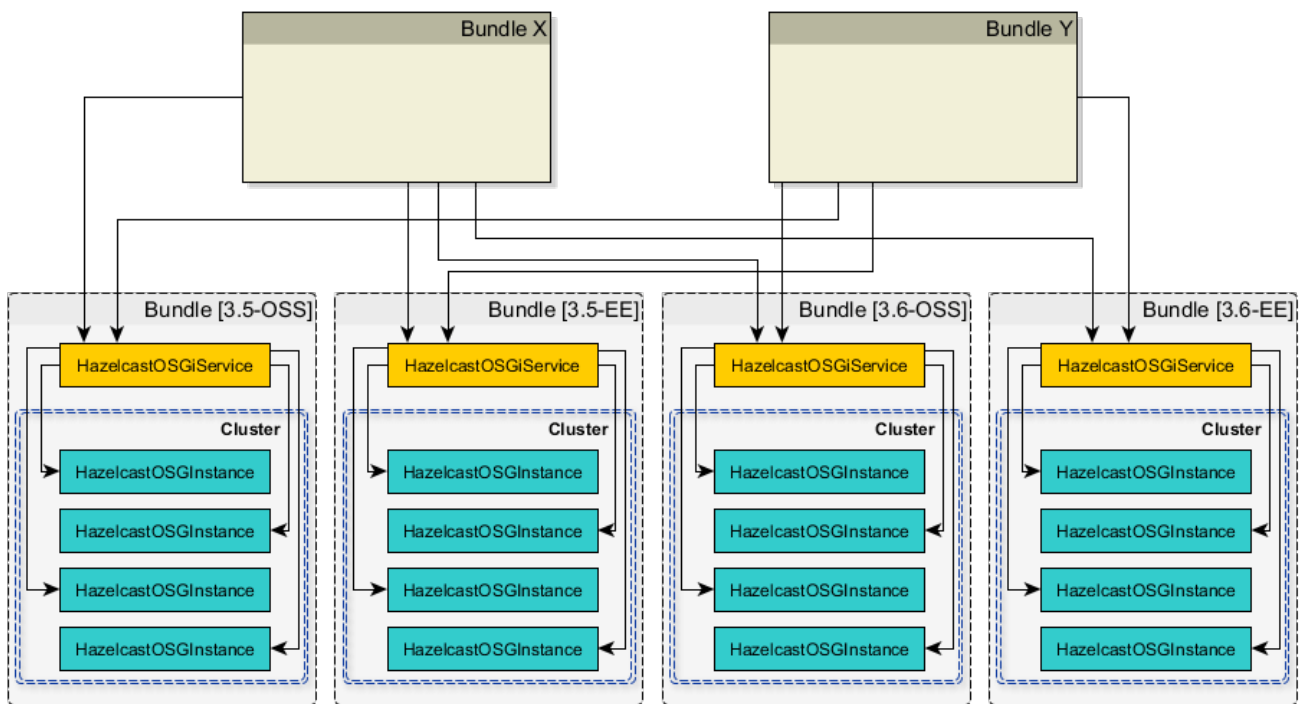 Bundle X
Bundle Y
Bundle [3.5-OSS]
HazelcastOSGiService
Cluster
HazelcastOSGInstance
HazelcastOSGInstance
HazelcastOSGInstance
HazelcastOSGInstance
Bundle [3.5-EE]
HazelcastOSGiService
Cluster
HazelcastOSGInstance
HazelcastOSGInstance
HazelcastOSGInstance
HazelcastOSGInstance
Bundle [3.6-OSS]
HazelcastOSGiService
Cluster
HazelcastOSGInstance
HazelcastOSGInstance
HazelcastOSGInstance
HazelcastOSGInstance
Bundle [3.6-EE]
HazelcastOSGiService
Cluster
HazelcastOSGInstance
HazelcastOSGInstance
HazelcastOSGInstance
HazelcastOSGInstance